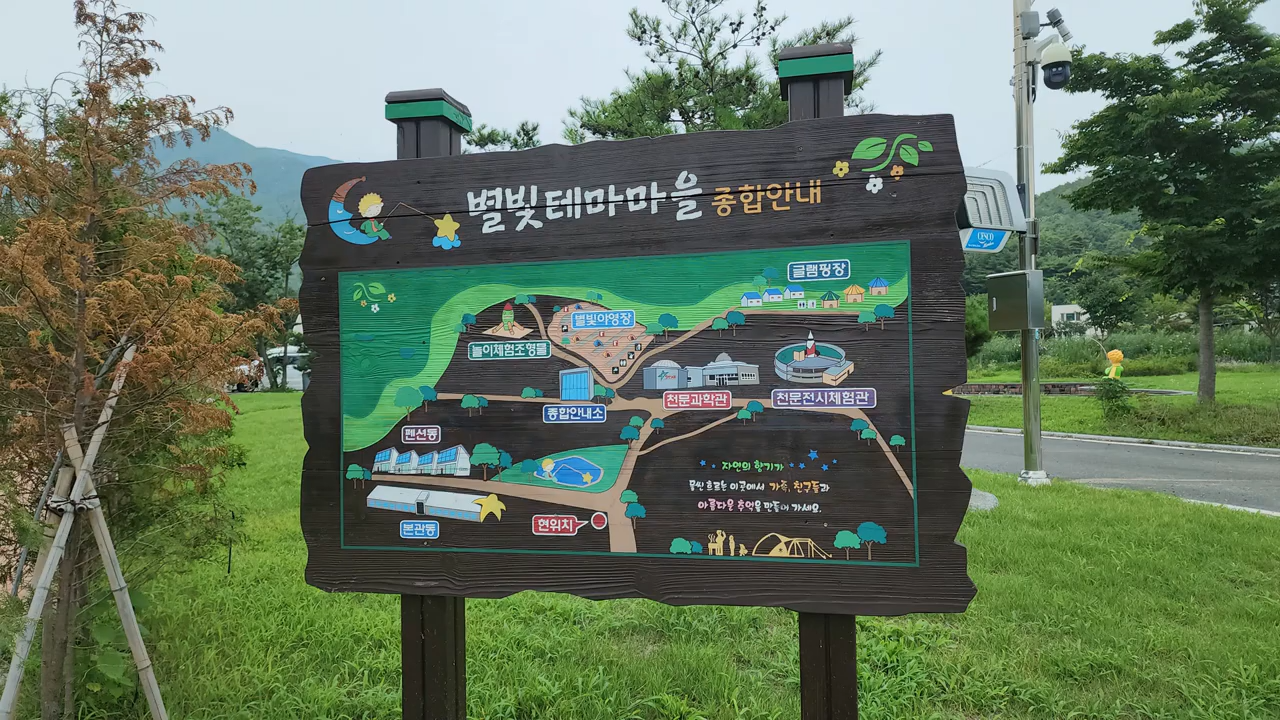 별빛테마마을 종합안내
글램핑장
별빛야영장
놀이체험조형물
천문과학관
천문전시체험관
종합안내소
펜션동
자연의 향기가
물씬 흐르는 이곳에서 가족, 친구들과
아름다운 추억을 만들어 가세요.
본관동
현위치
CESCO